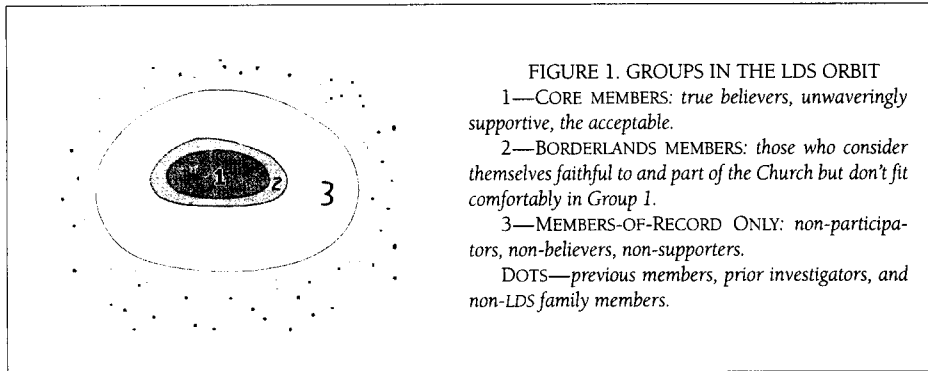 FIGURE 1. GROUPS IN THE LDS ORBIT
1—CORE MEMBERS: true believers, unwaveringly
supportive, the acceptable.
2—BORDERLANDS MEMBERS: those who consider
themselves faithful to and part of the Church but don't fit
comfortably in Group 1.
3—MEMBERS-OF-RECORD ONLY: non-participa-
tors, non-believers, non-supporters.
DOTS—previous members, prior investigators, and
non-LDS family members.
1
2
3